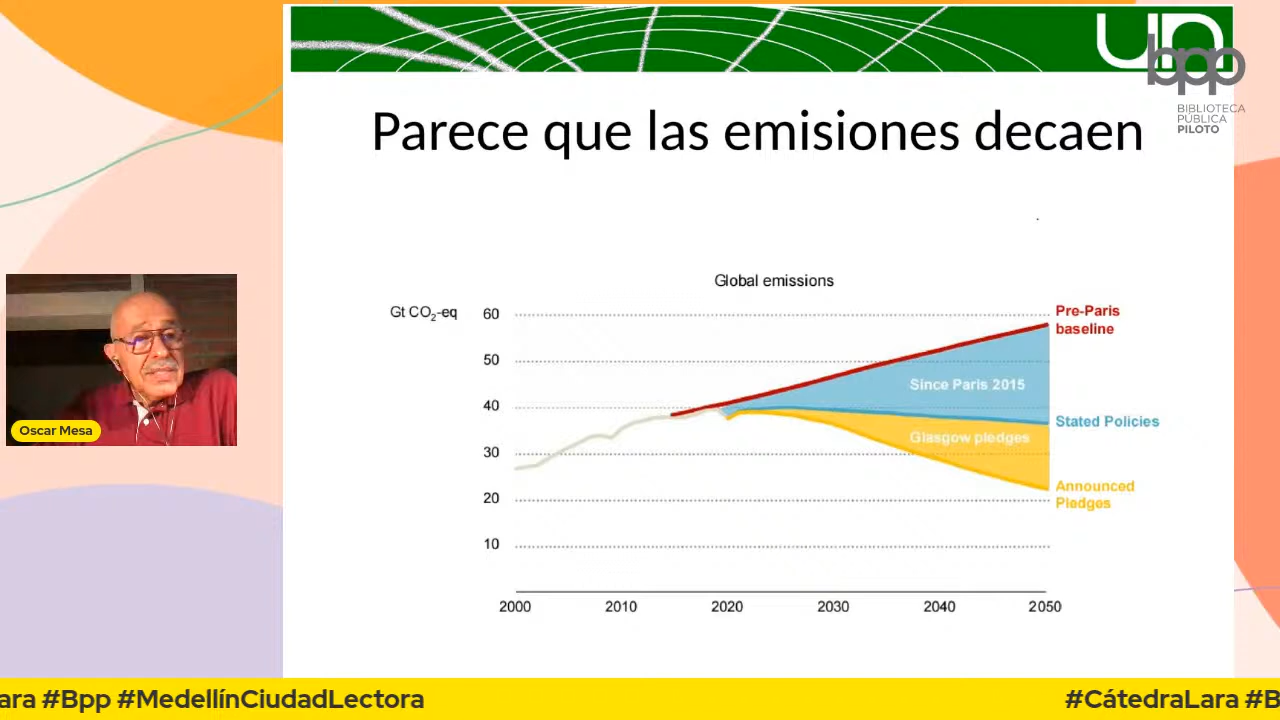 un
bpp
BIBLIOTECA
PÚBLICA
PILOTO
Parece que las emisiones decaen
Global emissions
Gt CO₂-eq
60
50
40
30
20
10
Pre-Paris
baseline
Since Paris 2015
Stated Policies
Glasgow pledges
Announced
Pledges
2000 2010 2020 2030 2040 2050
Oscar Mesa
ara #Bpp #MedellínCiudadLectora
#CátedraLara #B